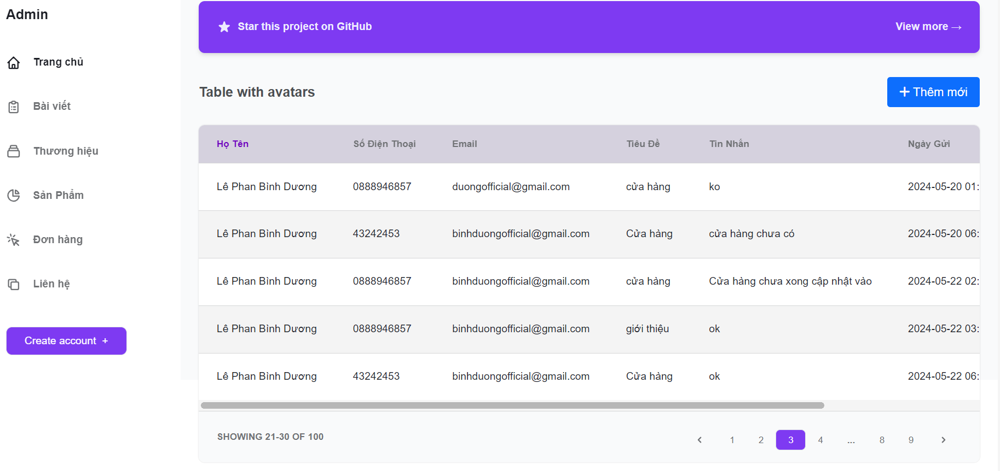 Admin
Trang chủ
Bài viết
Thương hiệu
Sản Phẩm
Đơn hàng
Liên hệ
Create account +
Star this project on GitHub
View more →
Table with avatars
+ Thêm mới
Họ Tên Số Điện Thoại Email Tiêu Đề Tin Nhắn Ngày Gửi
Lê Phan Bình Dương 0888946857 duongofficial@gmail.com cửa hàng ko 2024-05-20 01:
Lê Phan Bình Dương 43242453 binhduongofficial@gmail.com Cửa hàng cửa hàng chưa có 2024-05-20 06:
Lê Phan Bình Dương 0888946857 binhduongofficial@gmail.com cửa hàng Cửa hàng chưa xong cập nhật vào 2024-05-22 02:
Lê Phan Bình Dương 0888946857 binhduongofficial@gmail.com giới thiệu ok 2024-05-22 03:
Lê Phan Bình Dương 43242453 binhduongofficial@gmail.com Cửa hàng ok 2024-05-22 06:
SHOWING 21-30 OF 100
1 2 3 4 ... 8 9